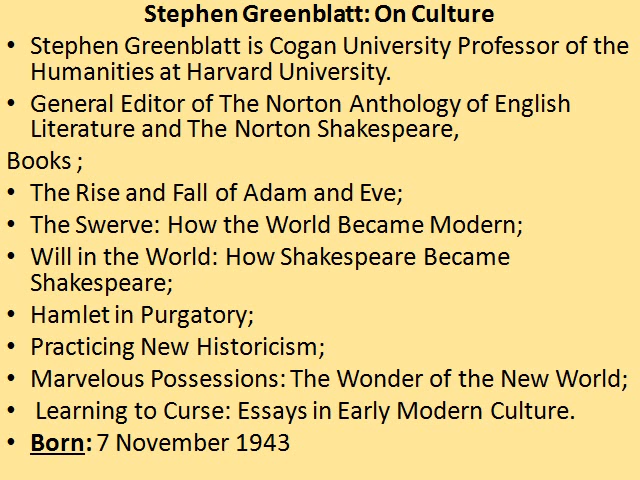 Stephen Greenblatt: On Culture
• Stephen Greenblatt is Cogan University Professor of the
Humanities at Harvard University.
• General Editor of The Norton Anthology of English
Literature and The Norton Shakespeare,
Books ;
• The Rise and Fall of Adam and Eve;
• The Swerve: How the World Became Modern;
• Will in the World: How Shakespeare Became
Shakespeare;
• Hamlet in Purgatory;
• Practicing New Historicism;
• Marvelous Possessions: The Wonder of the New World;
• Learning to Curse: Essays in Early Modern Culture.
• Born: 7 November 1943